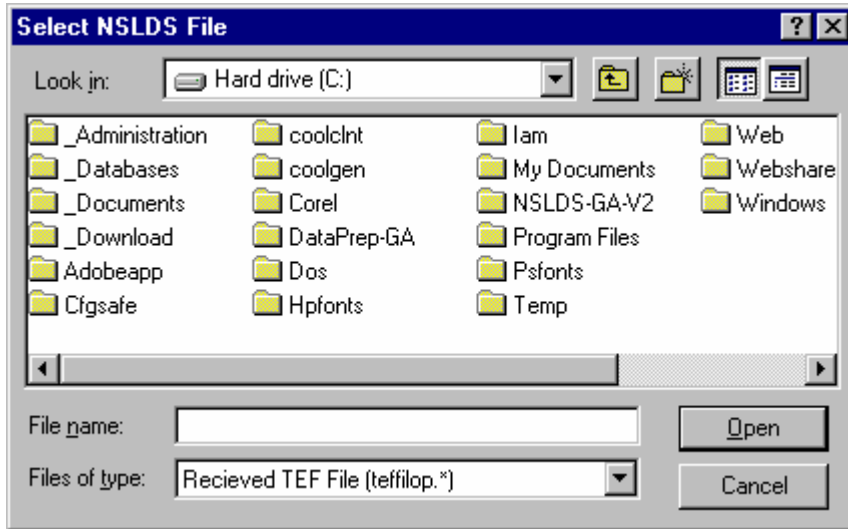 Select NSLDS File
Look in: Hard drive (C:)
_Administration coolclnt Iam Web
_Databases coolgen My Documents Webshare
_Documents Corel NSLDS-GA-V2 Windows
_Download DataPrep-GA Program Files
Adobeapp Dos Psfonts
Cfgsafe Hpfonts Temp
File name: Open
Files of type: Recieved TEF File (teffilop.*) Cancel